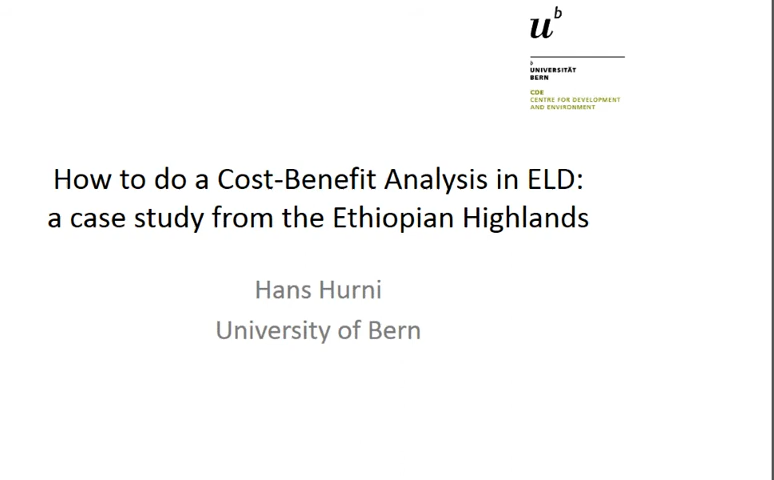 u^b
b
UNIVERSITÄT
BERN
CDE
CENTRE FOR DEVELOPMENT
AND ENVIRONMENT
How to do a Cost-Benefit Analysis in ELD:
a case study from the Ethiopian Highlands
Hans Hurni
University of Bern